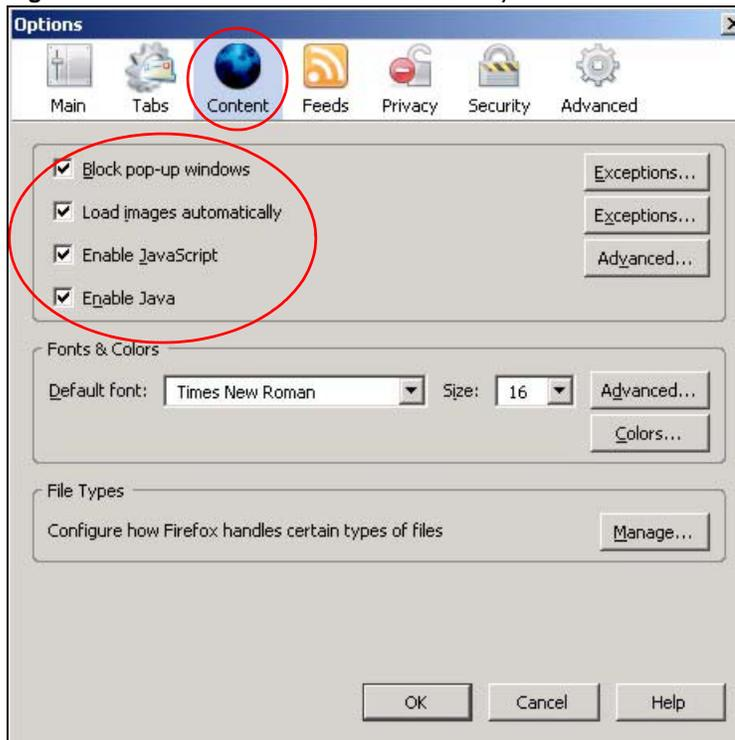 Options
Main Tabs Content Feeds Privacy Security Advanced
Block pop-up windows Exceptions...
Load images automatically Exceptions...
Enable JavaScript Advanced...
Enable Java
Fonts & Colors
Default font: Times New Roman Size: 16 Advanced...
Colors...
File Types
Configure how Firefox handles certain types of files Manage...
OK Cancel Help